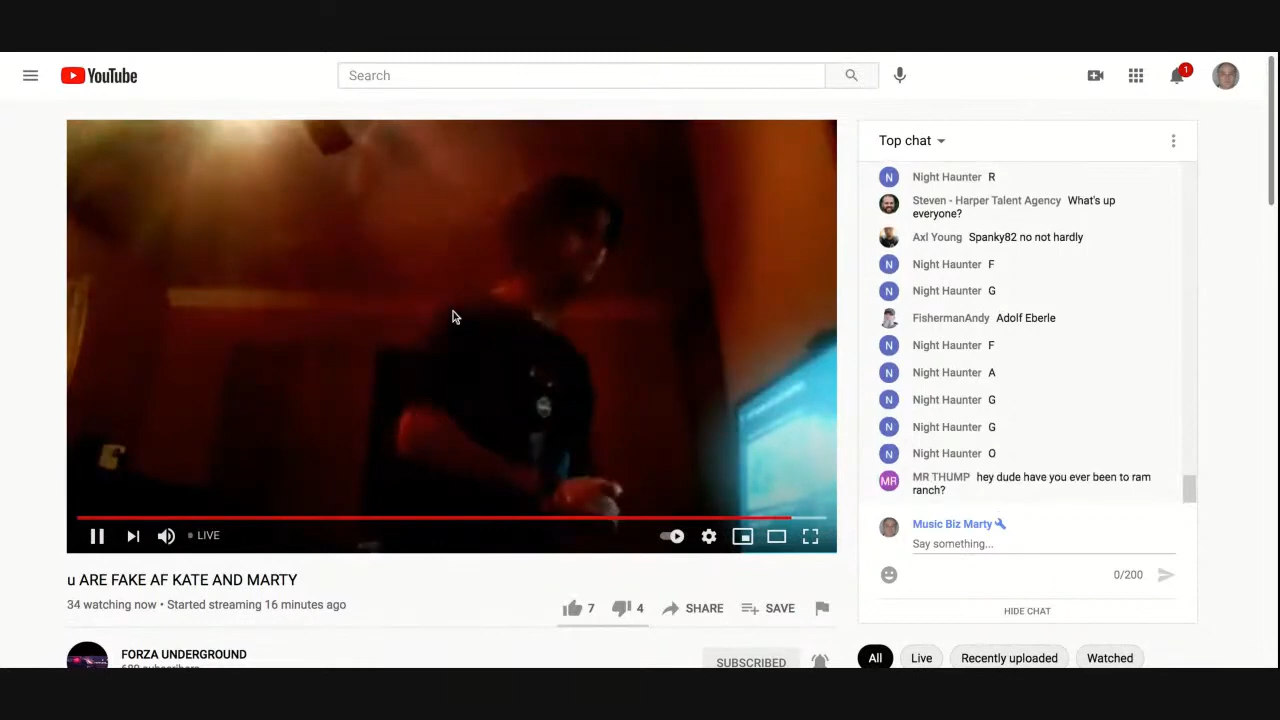 YouTube
Search
1
Top chat
N Night Haunter R
Steven - Harper Talent Agency What's up
everyone?
Axl Young Spanky82 no not hardly
N Night Haunter F
N Night Haunter G
FishermanAndy Adolf Eberle
N Night Haunter F
N Night Haunter A
N Night Haunter G
N Night Haunter G
N Night Haunter O
MR MR THUMP hey dude have you ever been to ram
ranch?
Music Biz Marty
Say something...
0/200
HIDE CHAT
LIVE
u ARE FAKE AF KATE AND MARTY
34 watching now • Started streaming 16 minutes ago
7 4 SHARE SAVE
FORZA UNDERGROUND
SUBSCRIBED
All Live Recently uploaded Watched